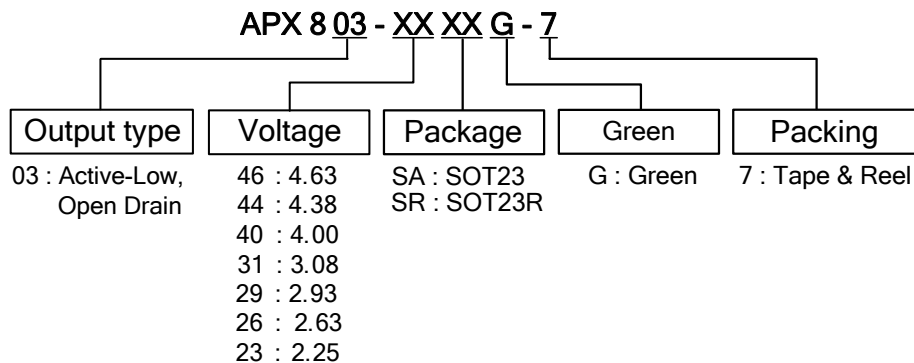 APX 8 03 - XX XX G - 7
Output type
03 : Active-Low,
Open Drain
Voltage
46 : 4.63
44 : 4.38
40 : 4.00
31 : 3.08
29 : 2.93
26 : 2.63
23 : 2.25
Package
SA : SOT23
SR : SOT23R
Green
G : Green
Packing
7 : Tape & Reel